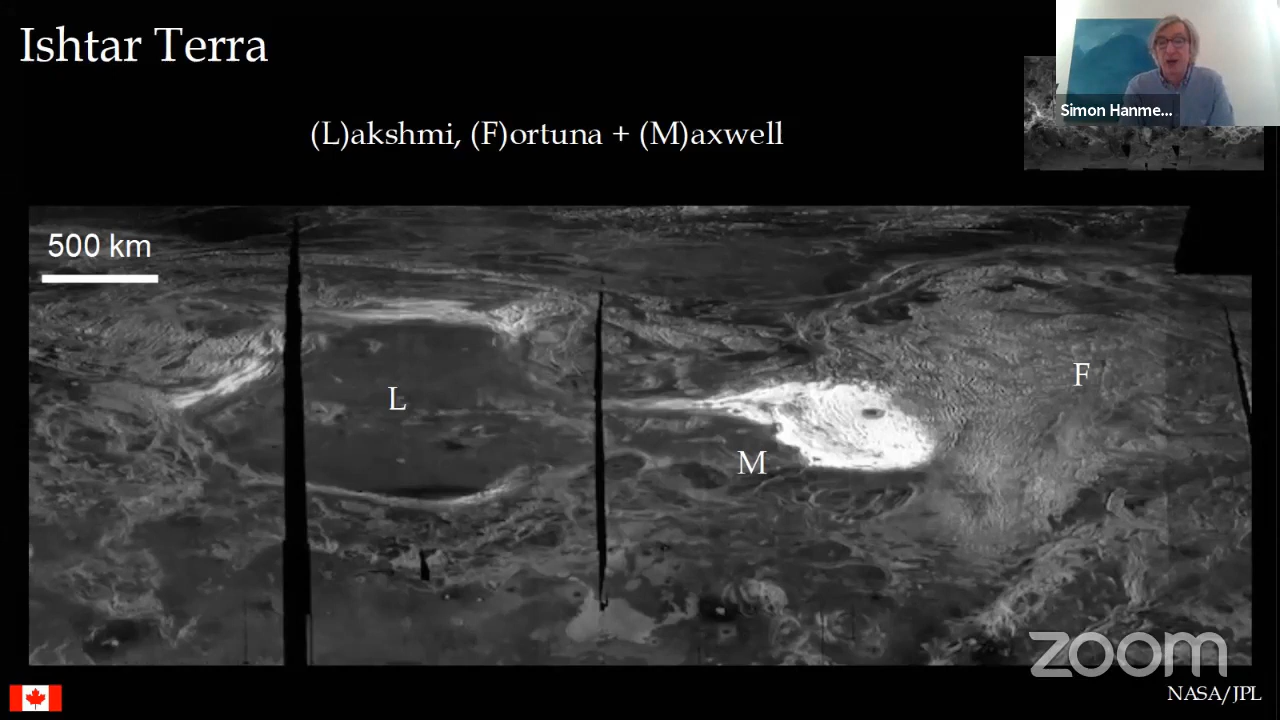 Ishtar Terra
Simon Hanme...
(L)akshmi, (F)ortuna + (M)axwell
500 km
F
L
M
zoom
NASA/JPL